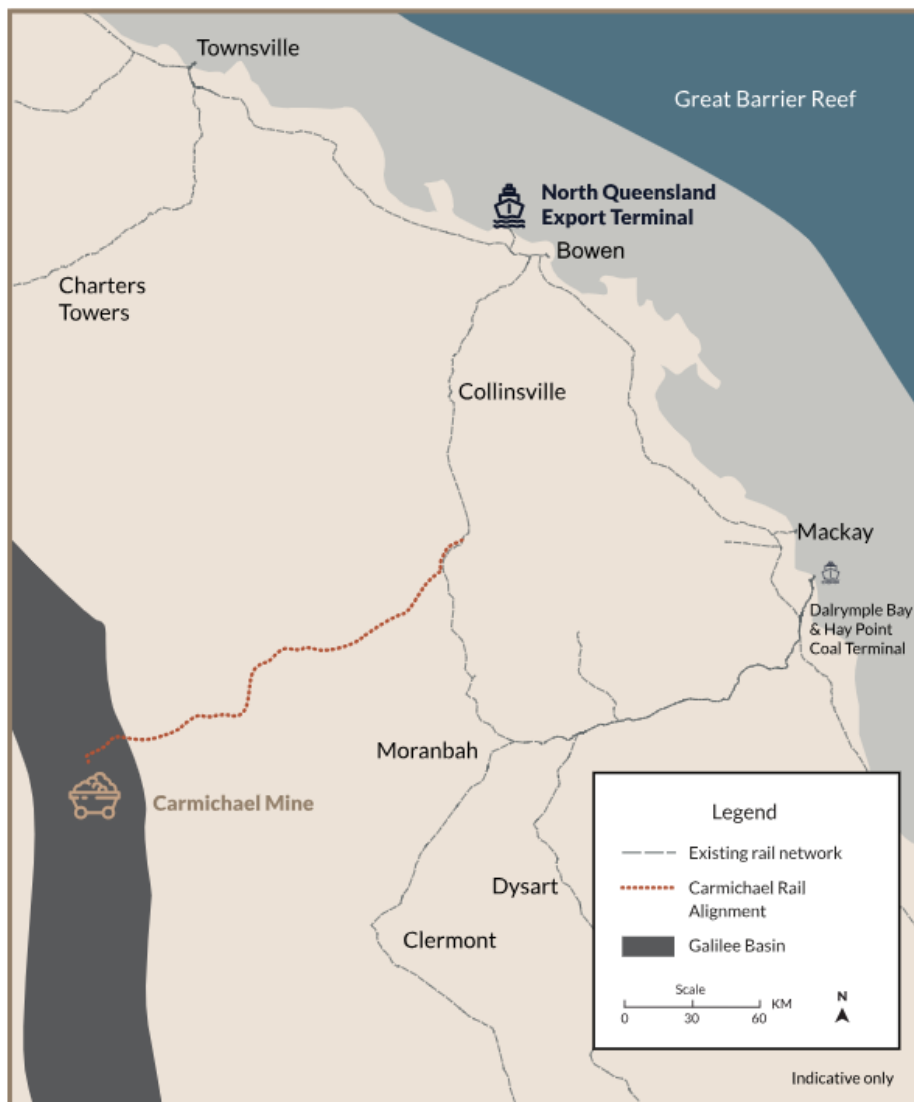 Townsville
Great Barrier Reef
North Queensland
Export Terminal
Bowen
Charters
Towers
Collinsville
Mackay
Dalrymple Bay
& Hay Point
Coal Terminal
Moranbah
Carmichael Mine
Dysart
Clermont
Legend
Existing rail network
Carmichael Rail
Alignment
Galilee Basin
Scale
KM
0 30 60
N
Indicative only